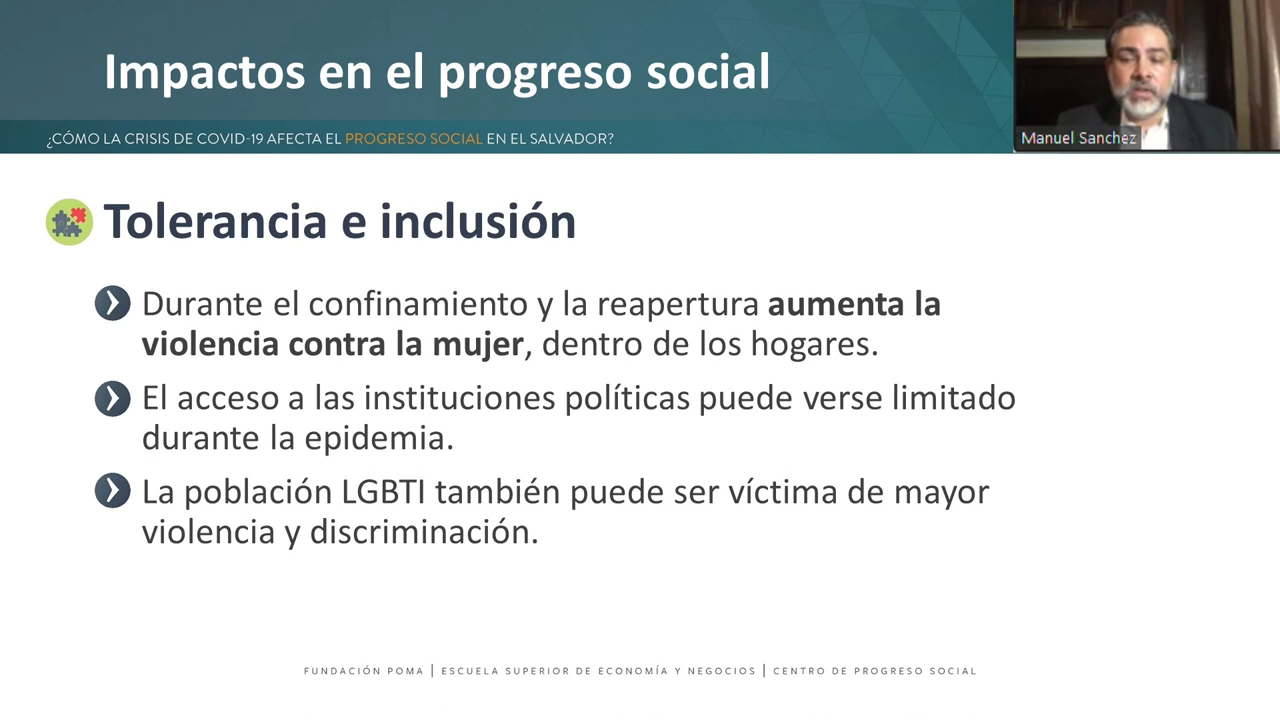 Impactos en el progreso social
¿CÓMO LA CRISIS DE COVID-19 AFECTA EL PROGRESO SOCIAL EN EL SALVADOR?
Manuel Sanchez
Tolerancia e inclusión
Durante el confinamiento y la reapertura aumenta la
violencia contra la mujer, dentro de los hogares.
El acceso a las instituciones políticas puede verse limitado
durante la epidemia.
La población LGBTI también puede ser víctima de mayor
violencia y discriminación.
FUNDACIÓN POMA | ESCUELA SUPERIOR DE ECONOMÍA Y NEGOCIOS | CENTRO DE PROGRESO SOCIAL